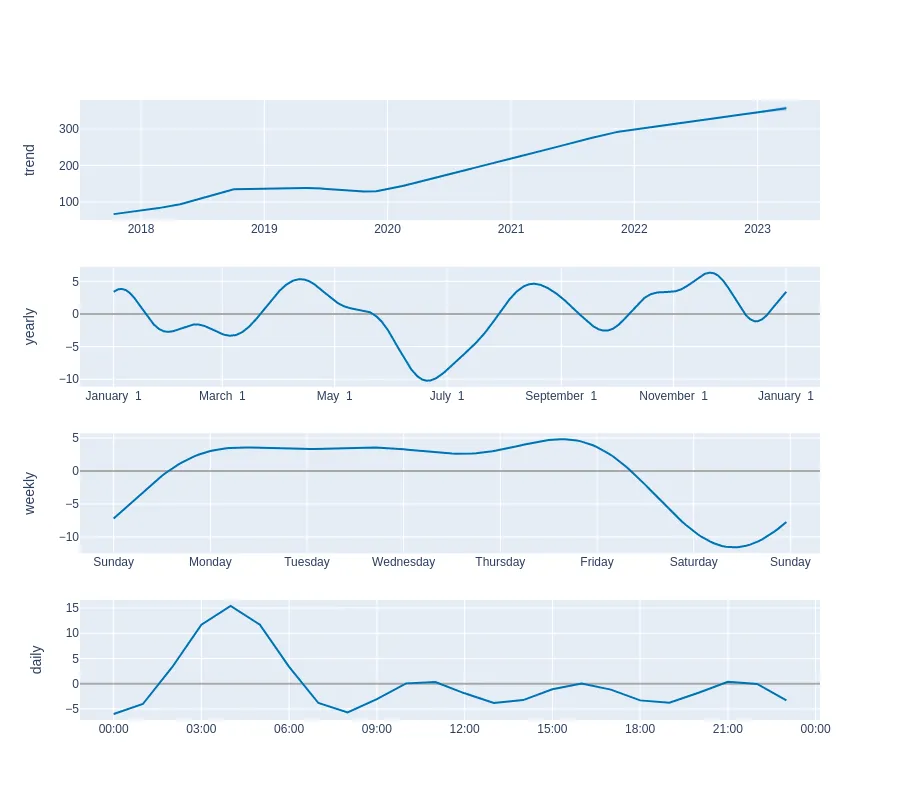 trend
300
200
100
2018 2019 2020 2021 2022 2023
yearly
5
0
−5
−10
January 1 March 1 May 1 July 1 September 1 November 1 January 1
weekly
5
0
−5
−10
Sunday Monday Tuesday Wednesday Thursday Friday Saturday Sunday
daily
15
10
5
0
−5
00:00 03:00 06:00 09:00 12:00 15:00 18:00 21:00 00:00